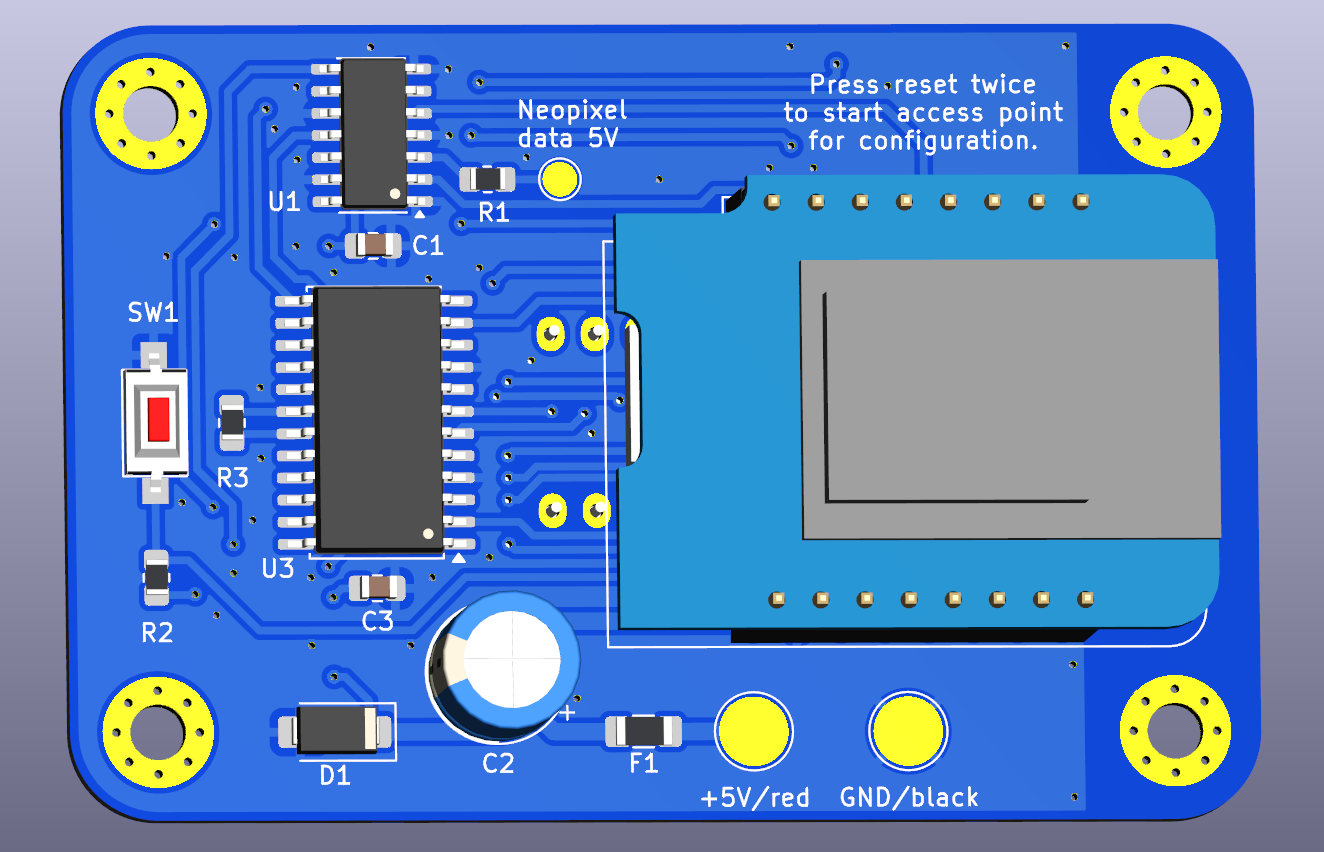 Press reset twice
to start access point
for configuration.
Neopixel
data 5V
U1
R1
C1
SW1
R3
U3
C3
R2
D1
C2
+
F1
+5V/red
GND/black